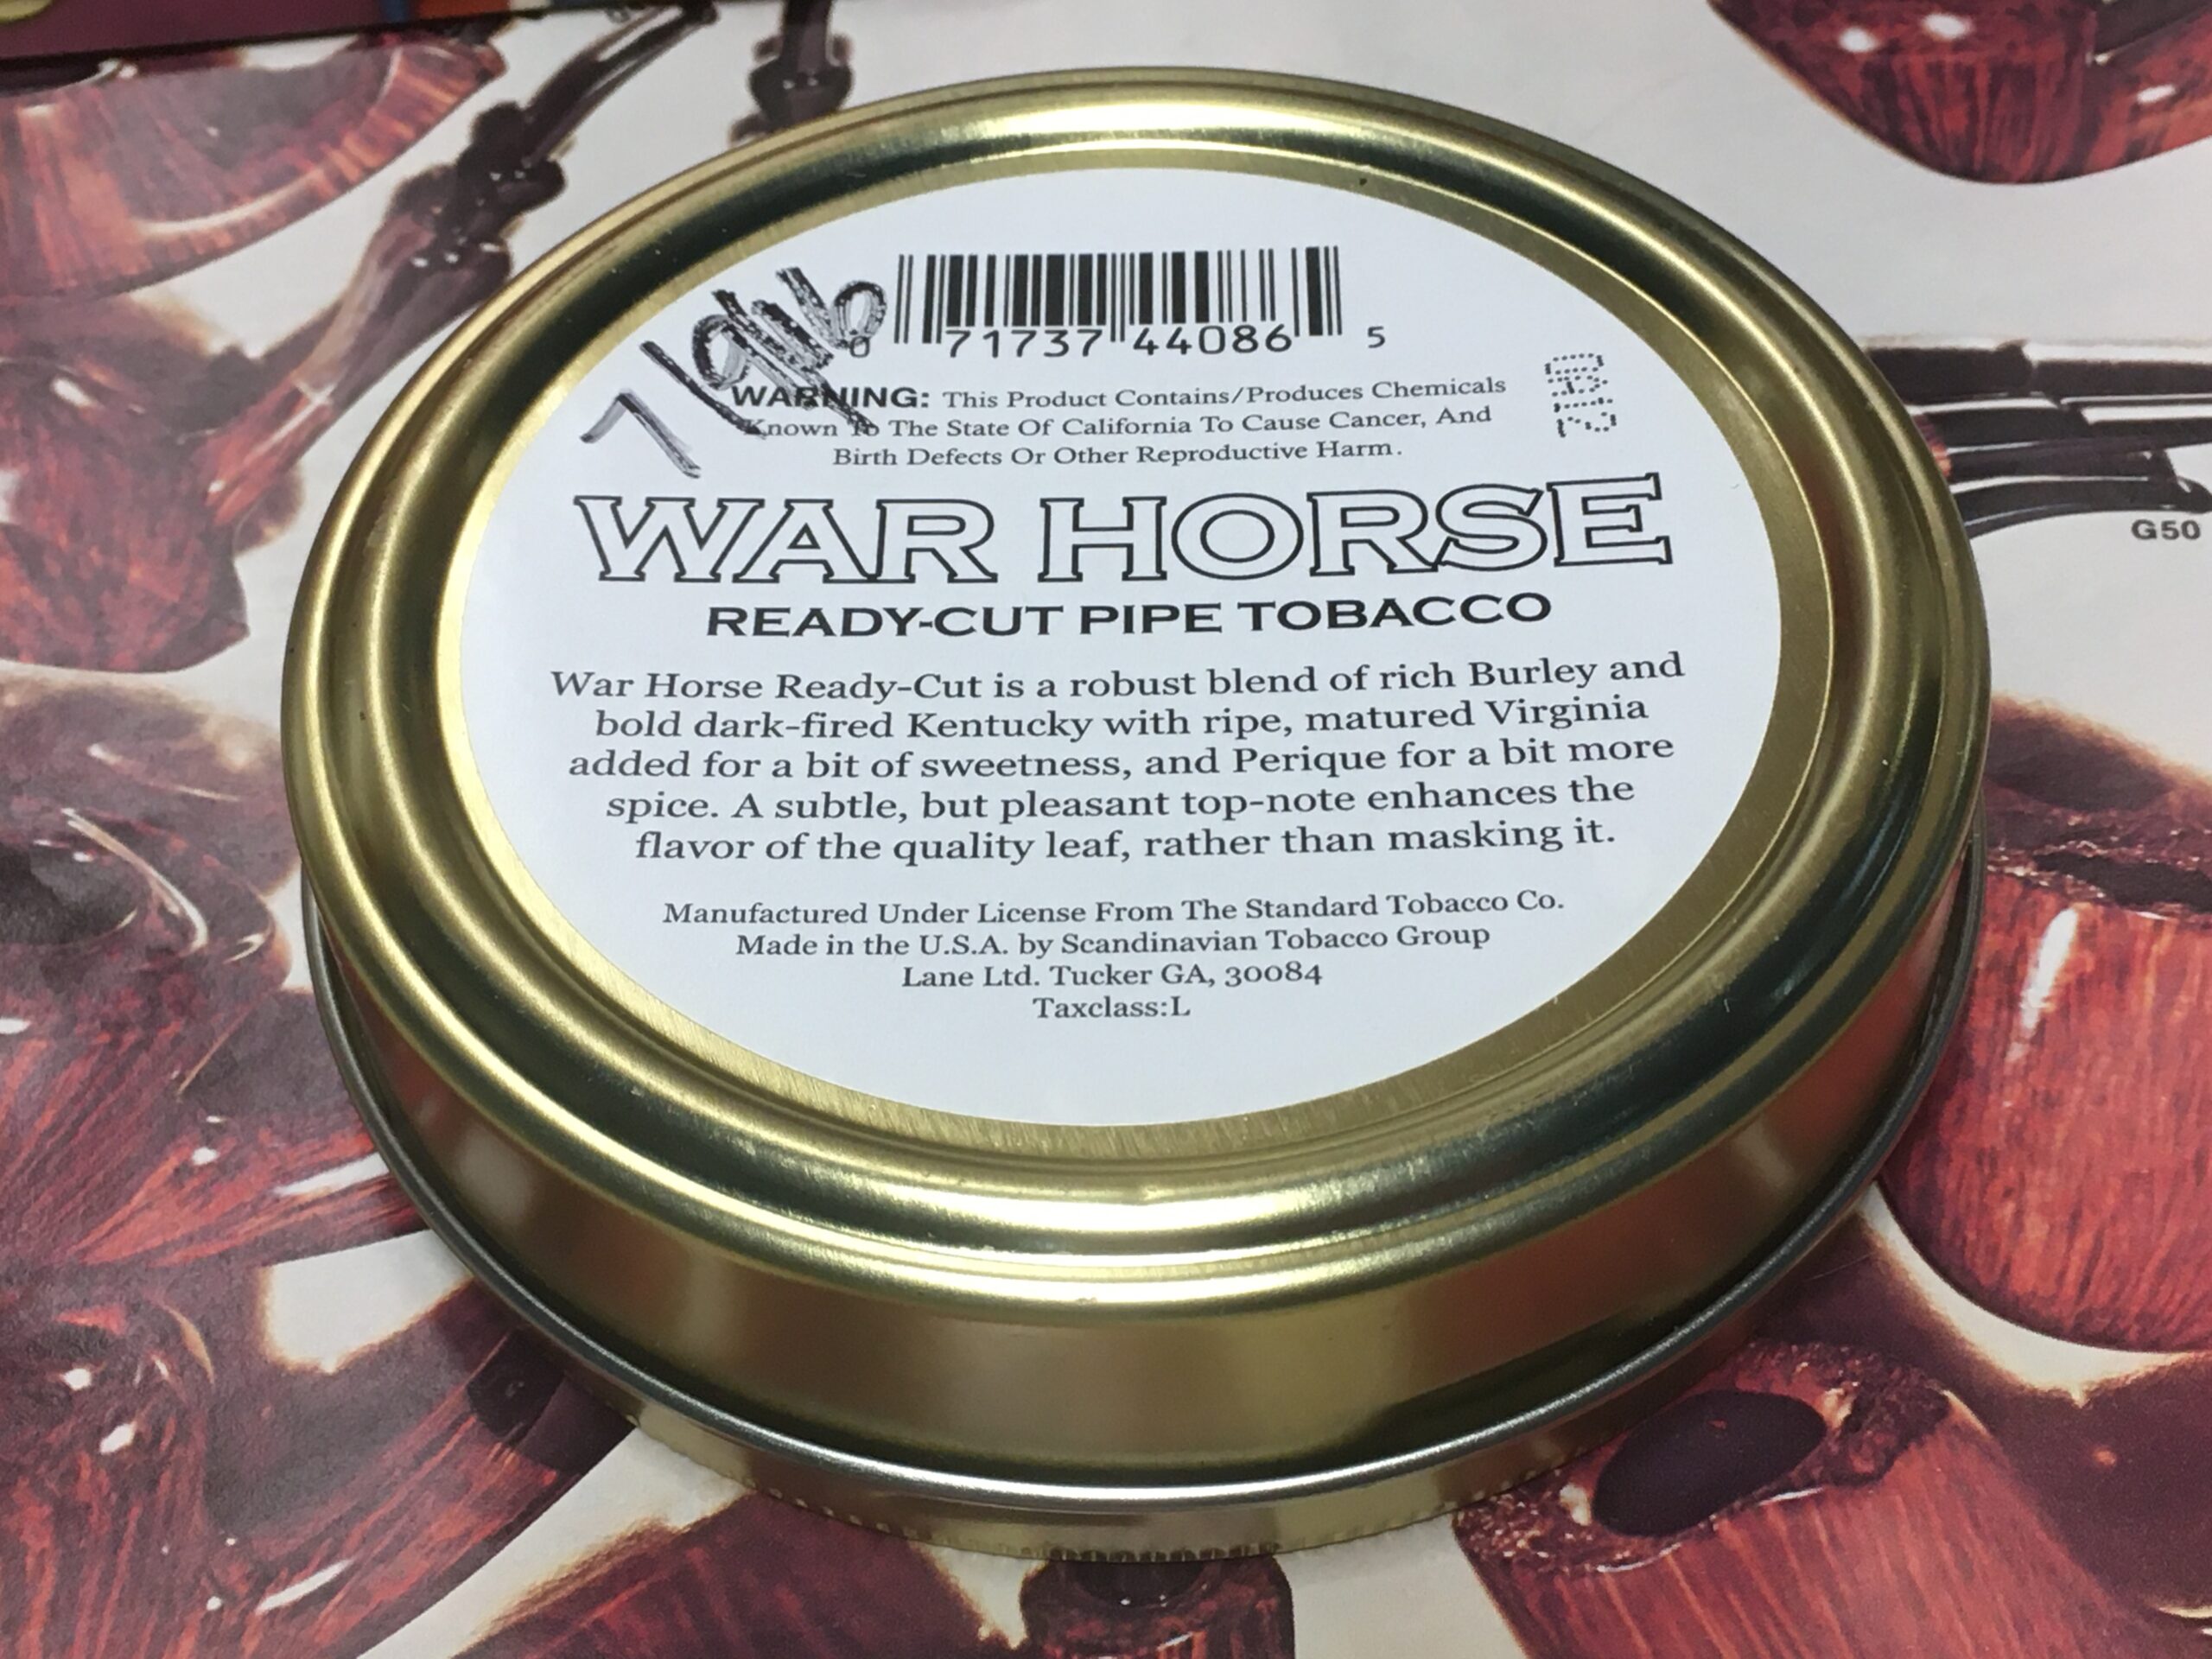 0 71737 44086 5
WARNING: This Product Contains/Produces Chemicals
Known To The State Of California To Cause Cancer, And
Birth Defects Or Other Reproductive Harm.
WAR HORSE
READY-CUT PIPE TOBACCO
War Horse Ready-Cut is a robust blend of rich Burley and
bold dark-fired Kentucky with ripe, matured Virginia
added for a bit of sweetness, and Perique for a bit more
spice. A subtle, but pleasant top-note enhances the
flavor of the quality leaf, rather than masking it.
Manufactured Under License From The Standard Tobacco Co.
Made in the U.S.A. by Scandinavian Tobacco Group
Lane Ltd. Tucker GA, 30084
Taxclass:L
G50